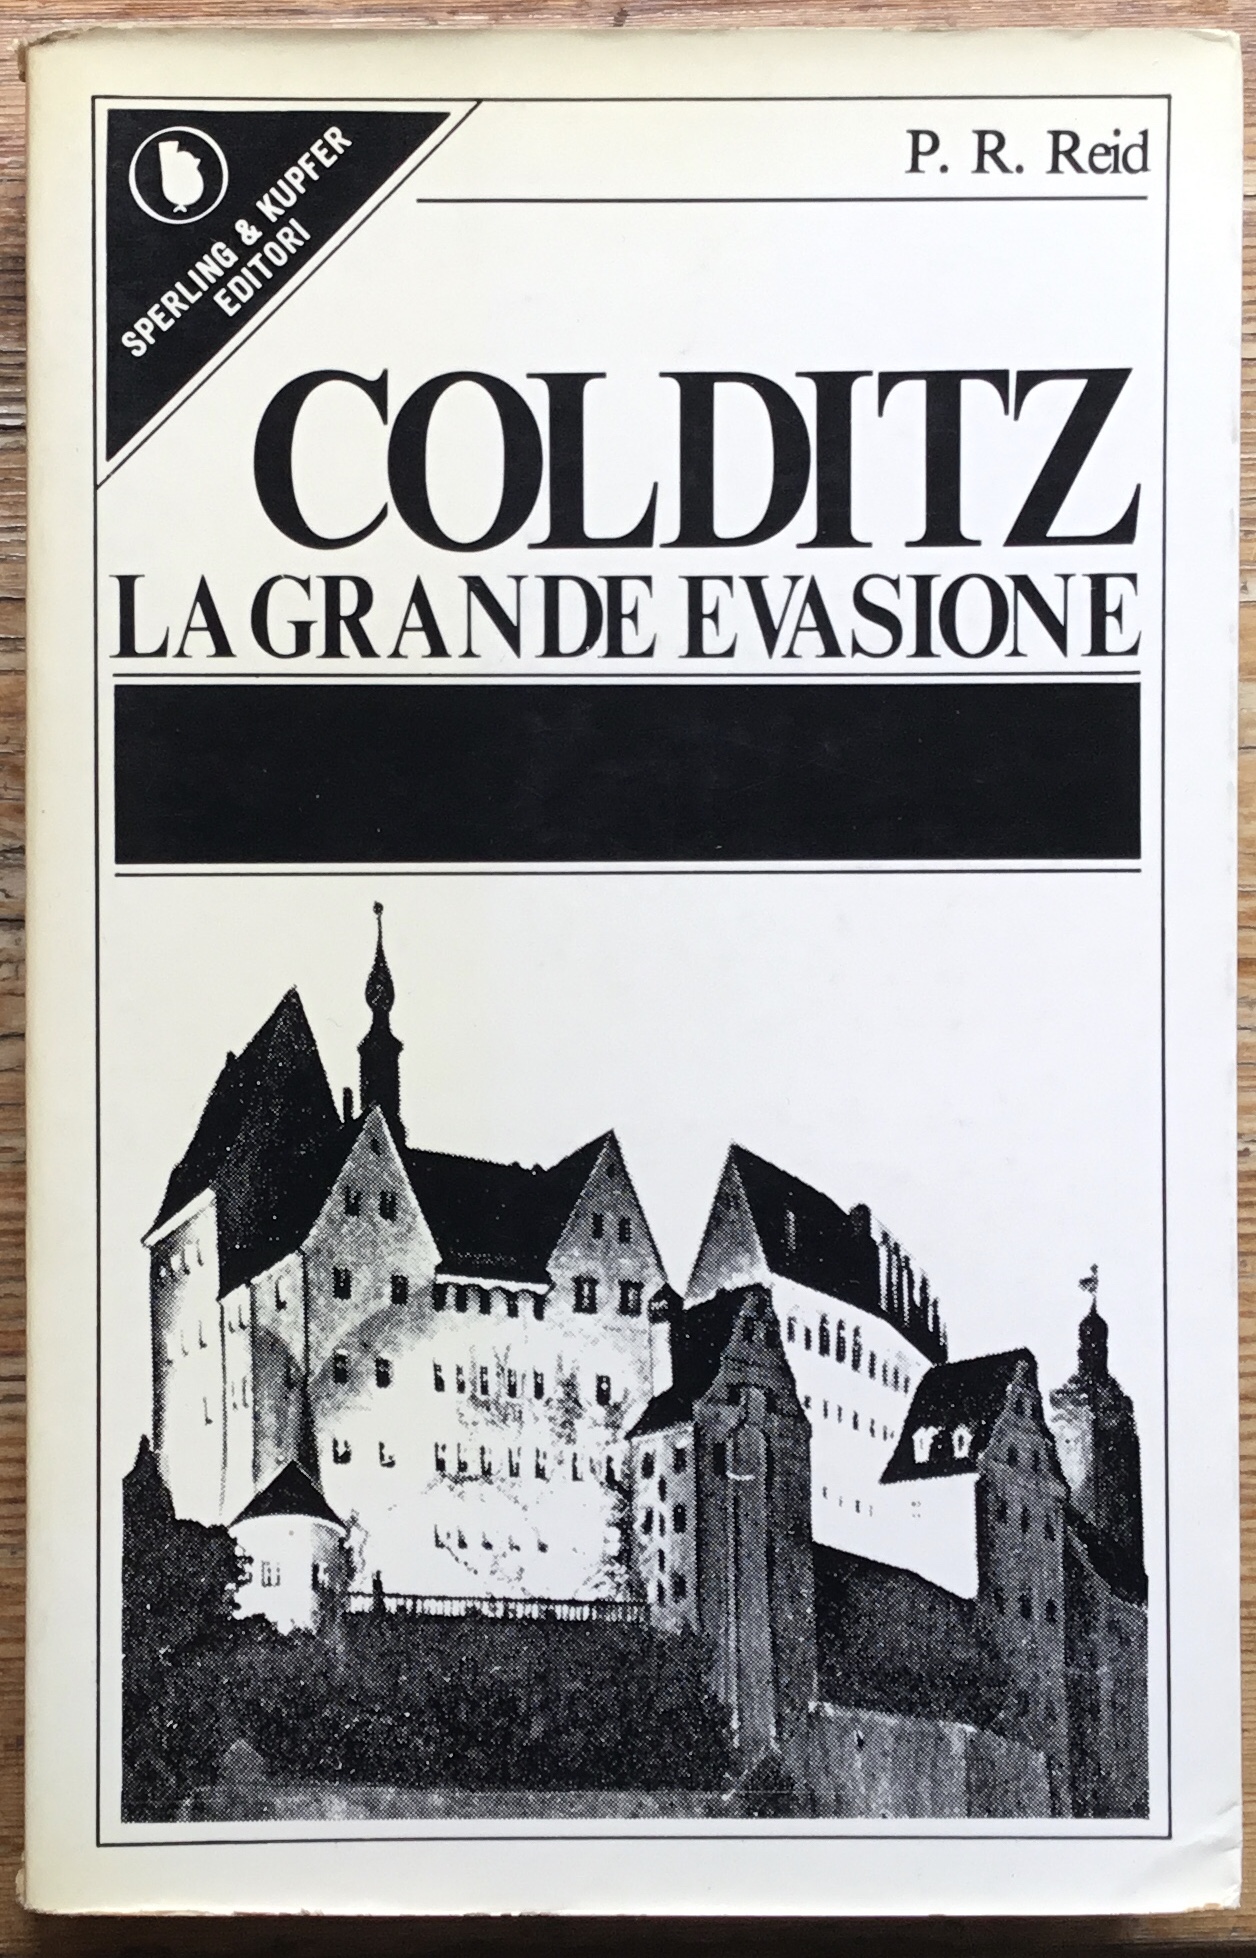 SPERLING & KUPFER
EDITORI
P. R. Reid
COLDITZ
LA GRANDE EVASIONE